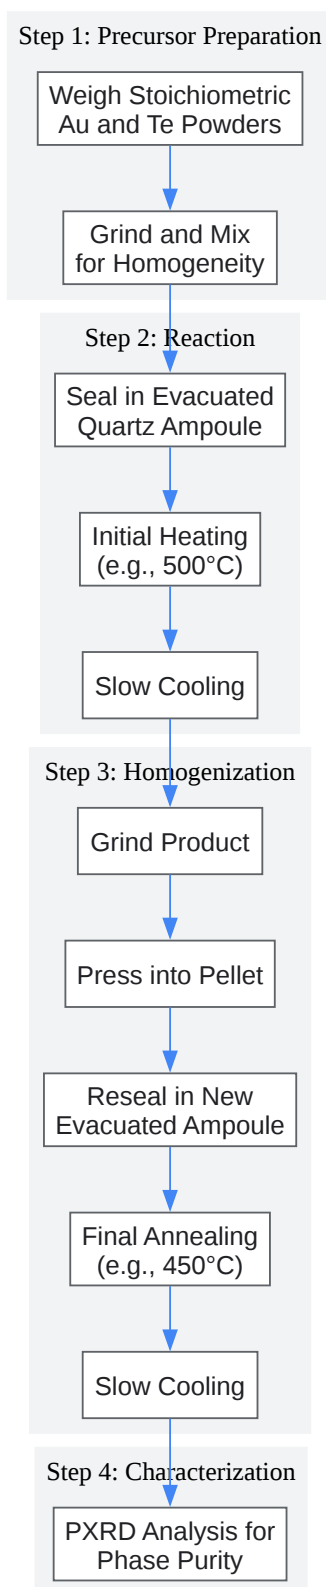 Step 1: Precursor Preparation
Weigh Stoichiometric
Au and Te Powders
Grind and Mix
for Homogeneity
Step 2: Reaction
Seal in Evacuated
Quartz Ampoule
Initial Heating
(e.g., 500°C)
Slow Cooling
Step 3: Homogenization
Grind Product
Press into Pellet
Reseal in New
Evacuated Ampoule
Final Annealing
(e.g., 450°C)
Slow Cooling
Step 4: Characterization
PXRD Analysis for
Phase Purity